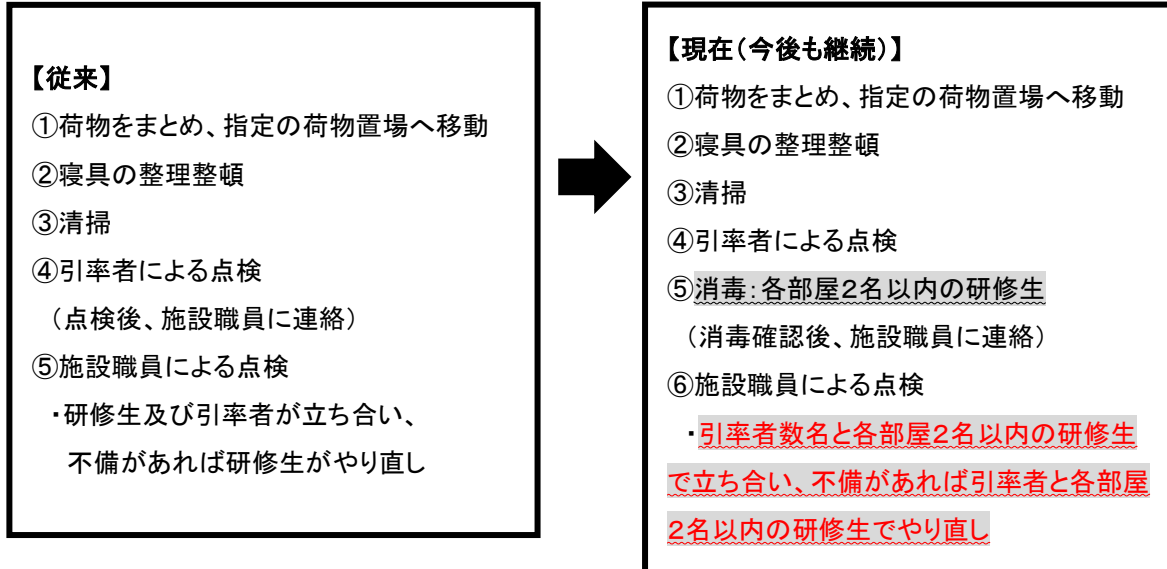 【従来】
①荷物をまとめ、指定の荷物置場へ移動
②寝具の整理整頓
③清掃
④引率者による点検
（点検後、施設職員に連絡）
⑤施設職員による点検
・研修生及び引率者が立ち合い、
不備があれば研修生がやり直し
【現在（今後も継続）】
①荷物をまとめ、指定の荷物置場へ移動
②寝具の整理整頓
③清掃
④引率者による点検
⑤消毒：各部屋２名以内の研修生
（消毒確認後、施設職員に連絡）
⑥施設職員による点検
・引率者数名と各部屋２名以内の研修生
で立ち合い、不備があれば引率者と各部屋
２名以内の研修生でやり直し